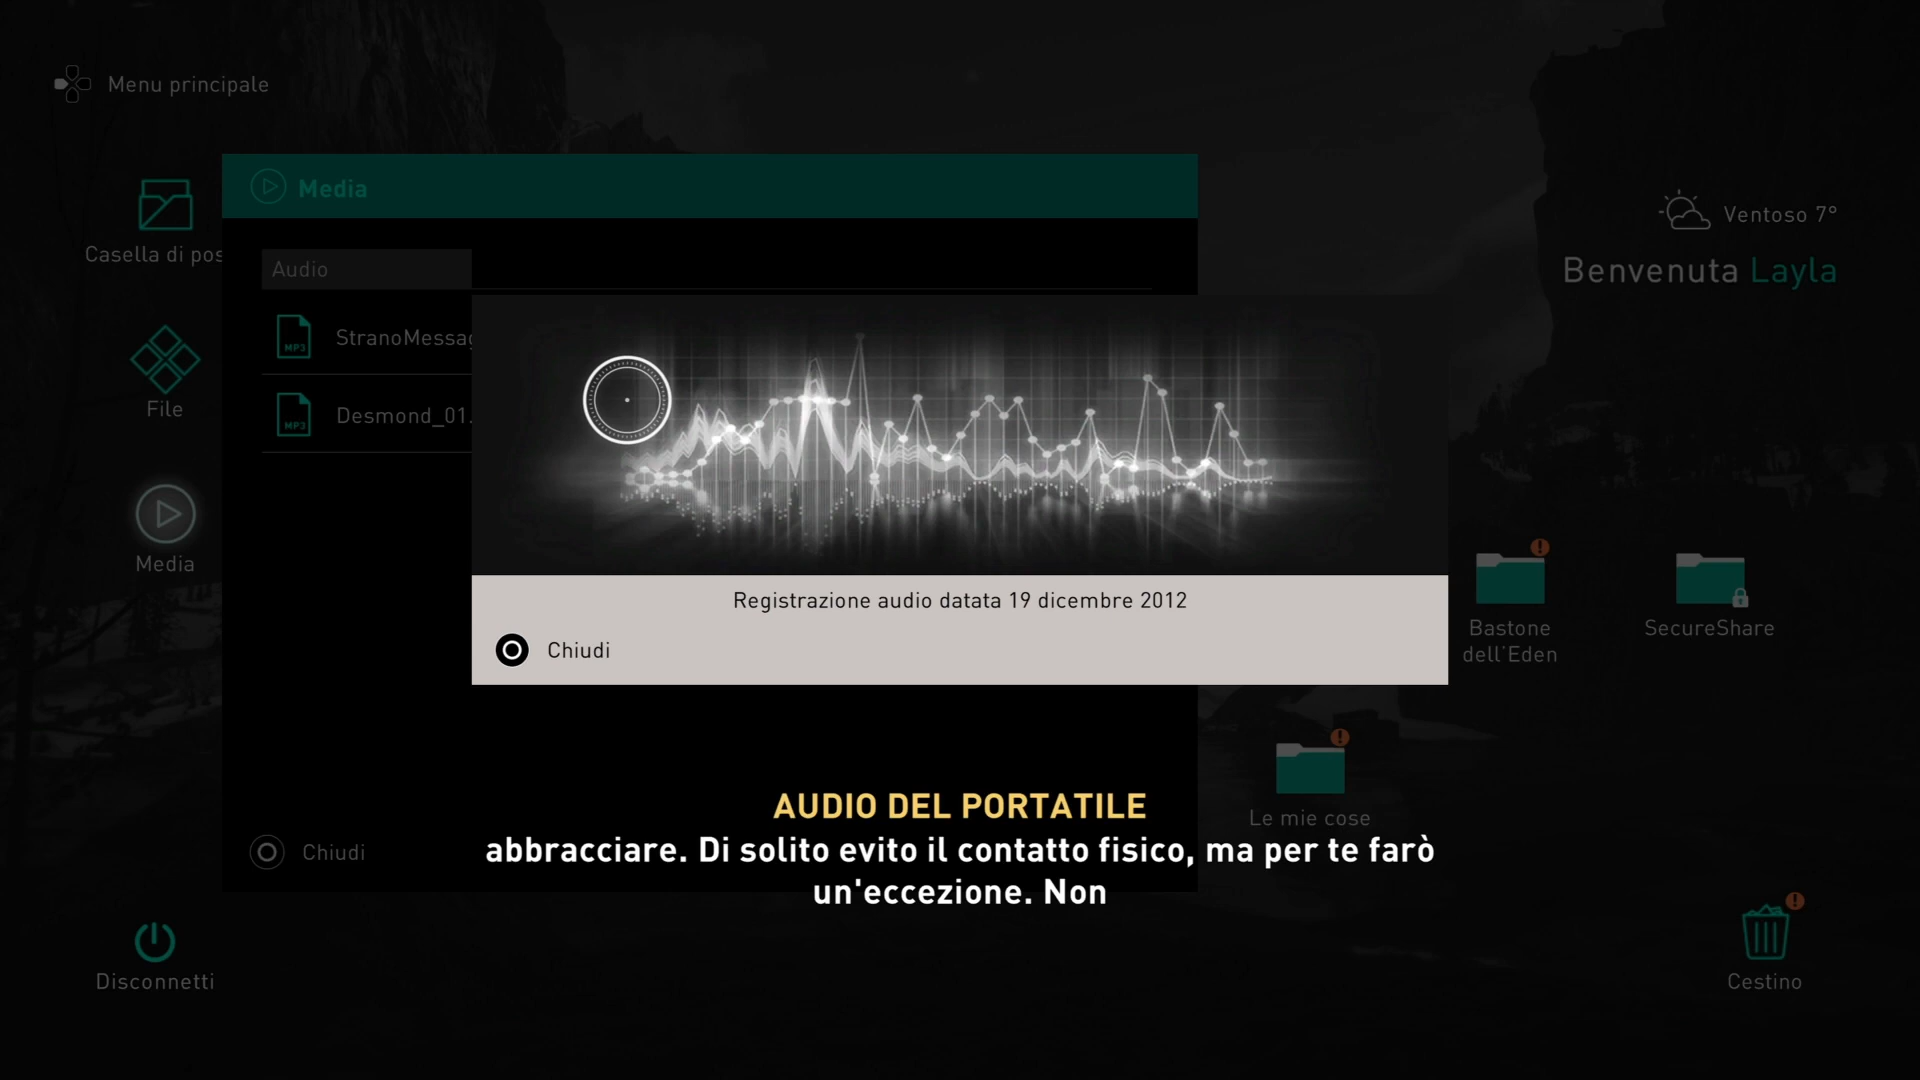 Menu principale
Media
Casella di pos
Audio
Ventoso 7°
Benvenuta Layla
MP3
StranoMessag
File
MP3
Desmond_01.
Media
Registrazione audio datata 19 dicembre 2012
Chiudi
Bastone
dell'Eden
SecureShare
AUDIO DEL PORTATILE
Le mie cose
Chiudi
abbracciare. Di solito evito il contatto fisico, ma per te farò
un'eccezione. Non
Disconnetti
Cestino